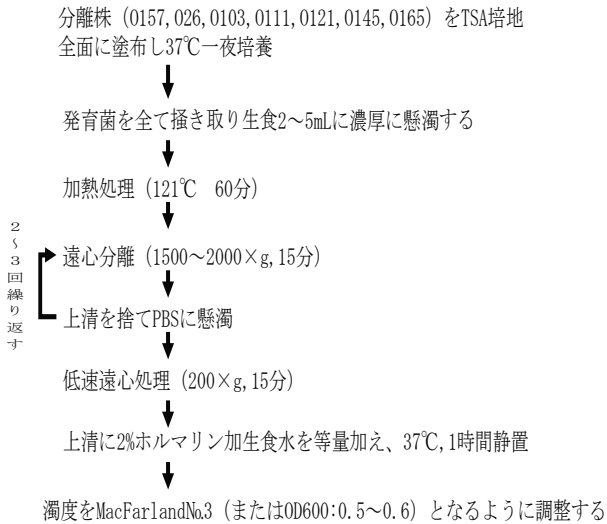 分離株（O157,O26,O103,O111,O121,O145,O165）をTSA培地
全面に塗布し37℃一夜培養
発育菌を全て掻き取り生食2～5mLに濃厚に懸濁する
加熱処理（121℃　60分）
2～3回繰り返す
遠心分離（1500～2000×g,15分）
上清を捨てPBSに懸濁
低速遠心処理（200×g,15分）
上清に2%ホルマリン加生食水を等量加え、37℃,1時間静置
濁度をMacFarland№3（またはOD600:0.5～0.6）となるように調整する